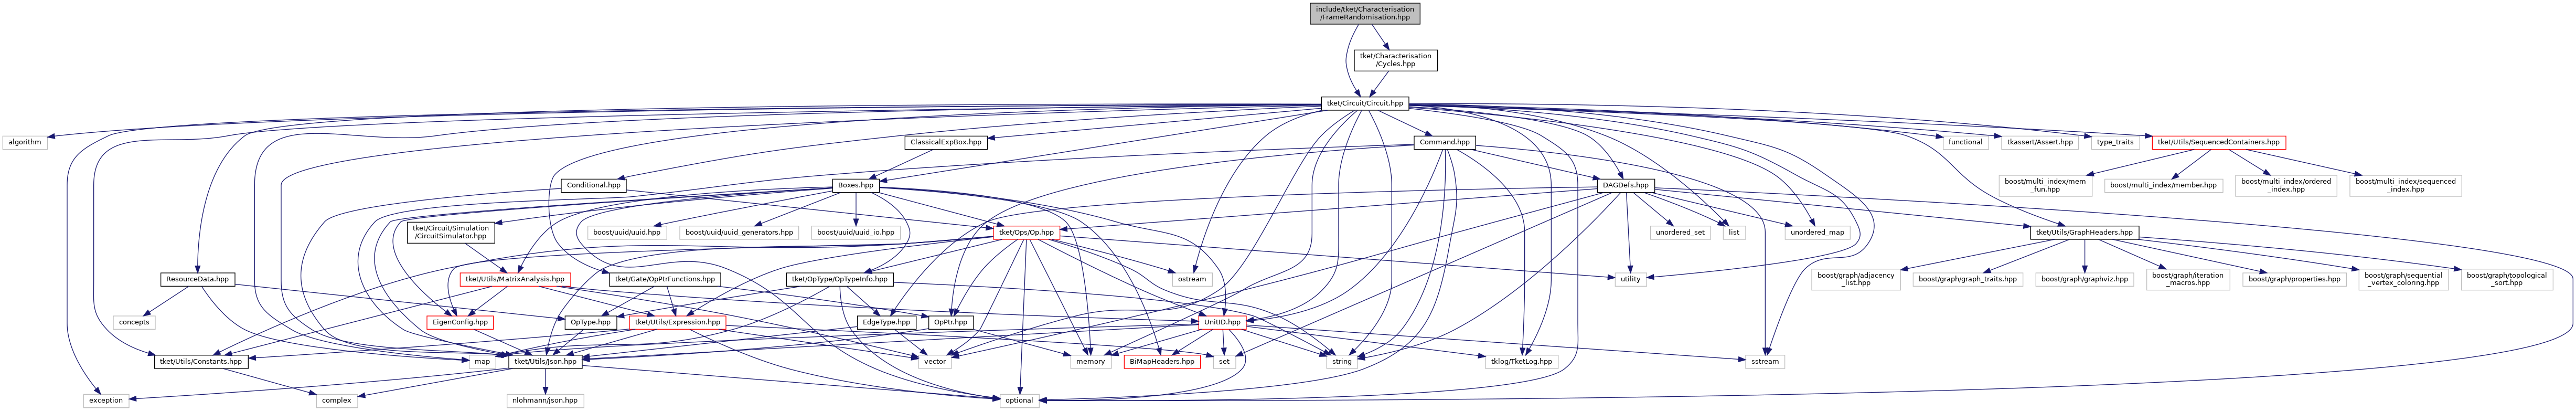 include/tket/Characterisation
/FrameRandomisation.hpp
tket/Characterisation
/Cycles.hpp
tket/Circuit/Circuit.hpp
algorithm
ClassicalExpBox.hpp
Command.hpp
functional
tkassert/Assert.hpp
type_traits
tket/Utils/SequencedContainers.hpp
Conditional.hpp
Boxes.hpp
DAGDefs.hpp
boost/multi_index/mem
_fun.hpp
boost/multi_index/member.hpp
boost/multi_index/ordered
_index.hpp
boost/multi_index/sequenced
_index.hpp
tket/Circuit/Simulation
/CircuitSimulator.hpp
boost/uuid/uuid.hpp
boost/uuid/uuid_generators.hpp
boost/uuid/uuid_io.hpp
tket/Ops/Op.hpp
unordered_set
list
unordered_map
tket/Utils/GraphHeaders.hpp
ResourceData.hpp
tket/Utils/MatrixAnalysis.hpp
tket/Gate/OpPtrFunctions.hpp
tket/OpType/OpTypeInfo.hpp
ostream
utility
boost/graph/adjacency
_list.hpp
boost/graph/graph_traits.hpp
boost/graph/graphviz.hpp
boost/graph/iteration
_macros.hpp
boost/graph/properties.hpp
boost/graph/sequential
_vertex_coloring.hpp
boost/graph/topological
_sort.hpp
concepts
EigenConfig.hpp
OpType.hpp
tket/Utils/Expression.hpp
EdgeType.hpp
OpPtr.hpp
UnitID.hpp
tket/Utils/Constants.hpp
map
tket/Utils/Json.hpp
vector
memory
BiMapHeaders.hpp
set
string
tklog/TketLog.hpp
sstream
exception
complex
nlohmann/json.hpp
optional